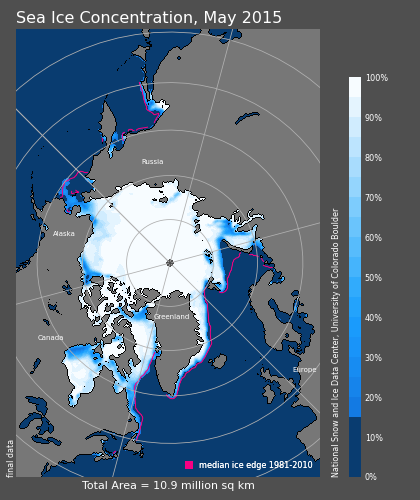 Sea Ice Concentration, May 2015
Russia
Alaska
Canada
Greenland
Europe
median ice edge 1981-2010
Total Area = 10.9 million sq km
final data
National Snow and Ice Data Center, University of Colorado Boulder
100%
90%
80%
70%
60%
50%
40%
30%
20%
10%
0%